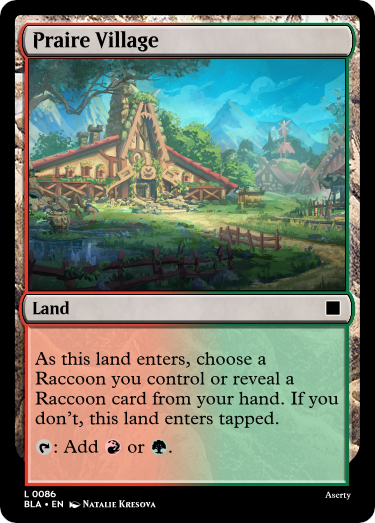 Praire Village
Land
As this land enters, choose a
Raccoon you control or reveal a
Raccoon card from your hand. If you
don't, this land enters tapped.
: Add or .
L 0086
BLA • EN Natalie Kresova
Aserty